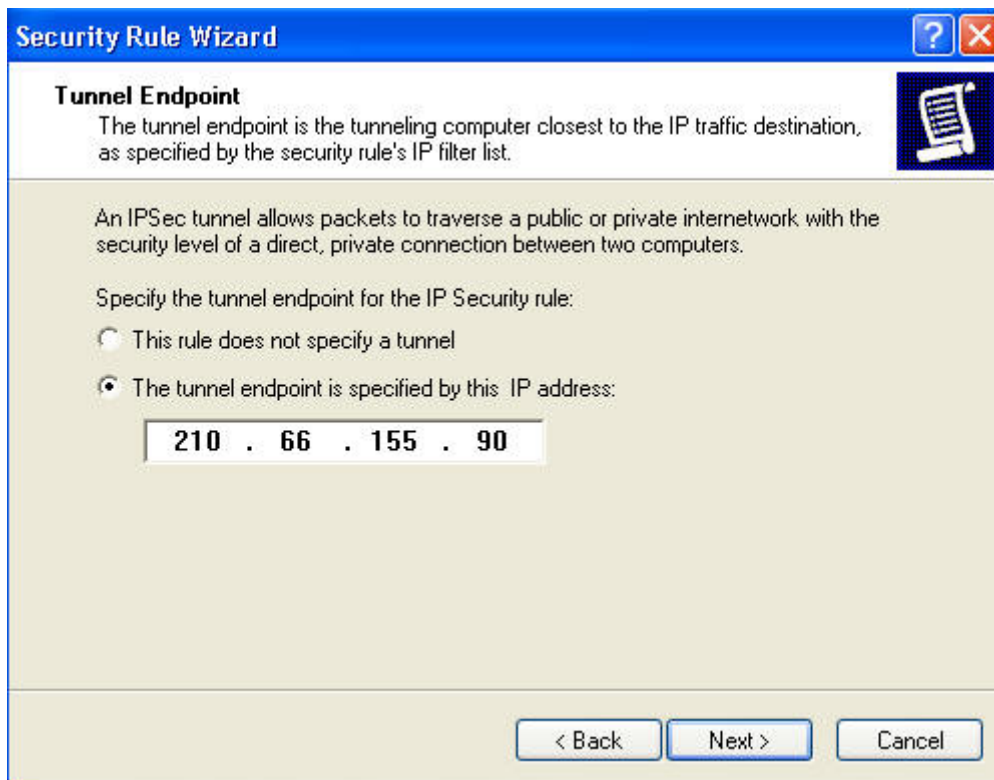 Security Rule Wizard
?
Tunnel Endpoint
The tunnel endpoint is the tunneling computer closest to the IP traffic destination,
as specified by the security rule's IP filter list.
An IPSec tunnel allows packets to traverse a public or private internetwork with the
security level of a direct, private connection between two computers.
Specify the tunnel endpoint for the IP Security rule:
This rule does not specify a tunnel
The tunnel endpoint is specified by this IP address:
210 . 66 . 155 . 90
< Back
Next >
Cancel